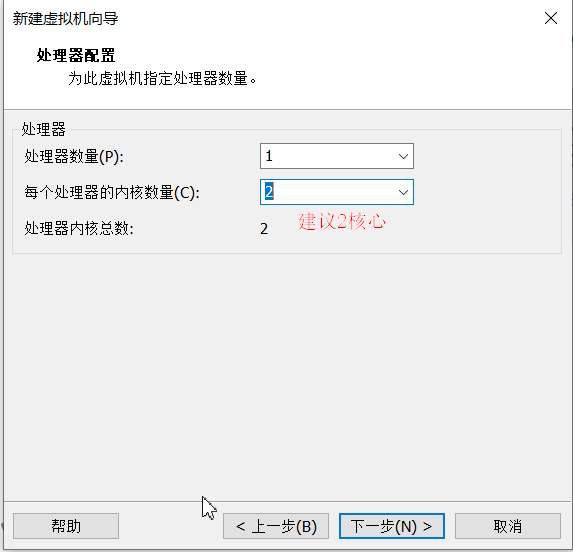 新建虚拟机向导
处理器配置
为此虚拟机指定处理器数量。
处理器
处理器数量(P): 1
每个处理器的内核数量(C): 2
处理器内核总数: 2
建议2核心
帮助 < 上一步(B) 下一步(N) > 取消